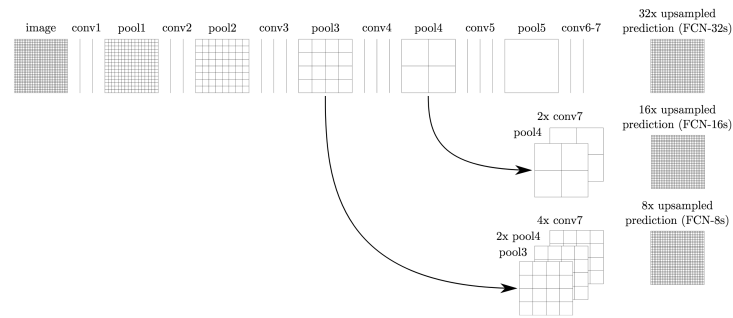 image conv1 pool1 conv2 pool2 conv3 pool3 conv4 pool4 conv5 pool5 conv6-7
32x upsampled
prediction (FCN-32s)
2x conv7
pool4
16x upsampled
prediction (FCN-16s)
4x conv7
2x pool4
pool3
8x upsampled
prediction (FCN-8s)